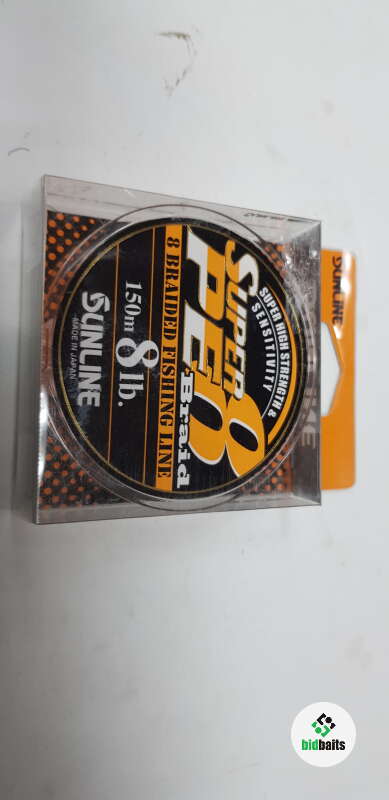 SUNLINE
SUPER HIGH STRENGTH &
SENSITIVITY
SUPER 8
PE 8
Braid
8 BRAIDED FISHING LINE
150m 8lb.
SUNLINE
-MADE IN JAPAN-
bidbaits